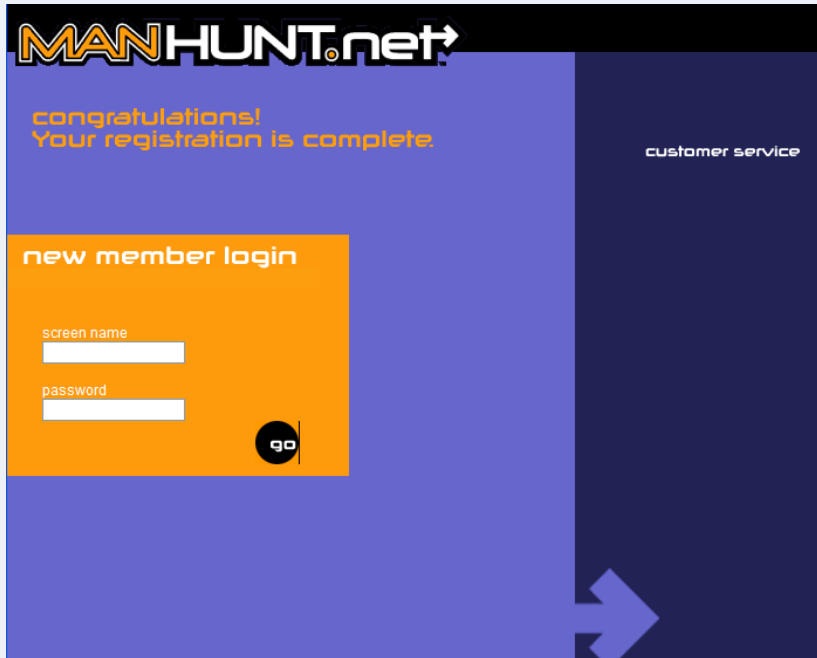 MANHUNT.net
congratulations!
Your registration is complete.
customer service
new member login
screen name
password
go